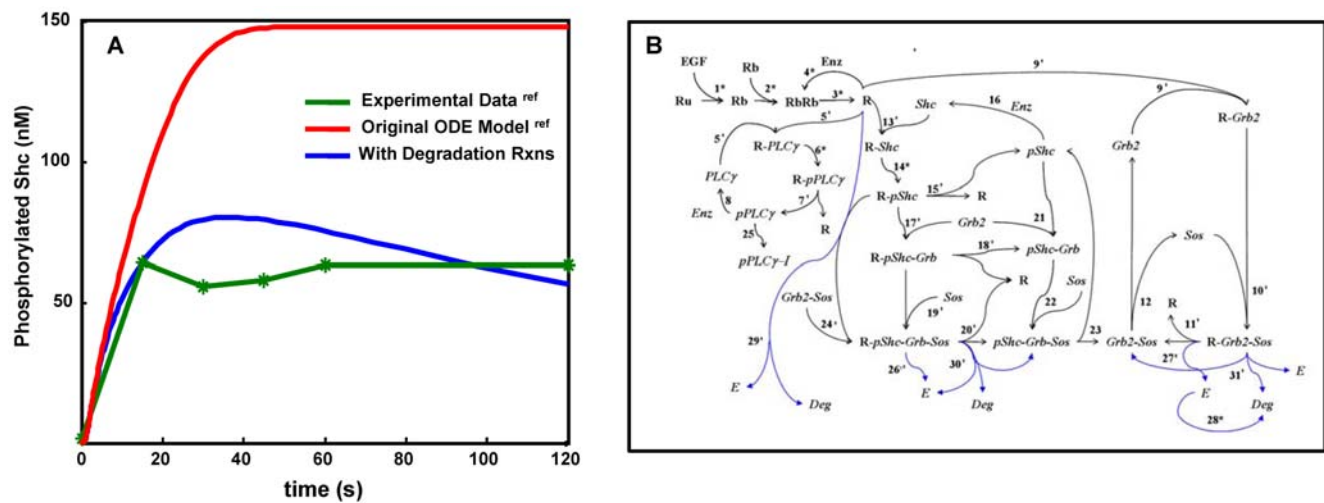 A
Phosphorylated Shc (nM)
150
100
50
0
0 20 40 60 80 100 120
time (s)
Experimental Data ref
Original ODE Model ref
With Degradation Rxns
B
EGF Rb 4* Enz 9'
1* 2* 3*
Ru Rb RbRb R Shc 16 Enz 9' R-Grb2
5' 5' 13'
R-PLCγ R-Shc pShc Grb2
6* 14*
PLCγ R-pPLCγ R-pShc 15' R
8 7'
Enz pPLCγ R 17' Grb2 21
25 18'
pPLCγ-I R-pShc-Grb pShc-Grb Sos
R
Grb2-Sos Sos 22 Sos 12 R 10'
24' 19' 20' 23 11'
R-pShc-Grb-Sos pShc-Grb-Sos Grb2-Sos R-Grb2-Sos
29' 26' 30' 27' 31'
E E E E
Deg Deg Deg
28*